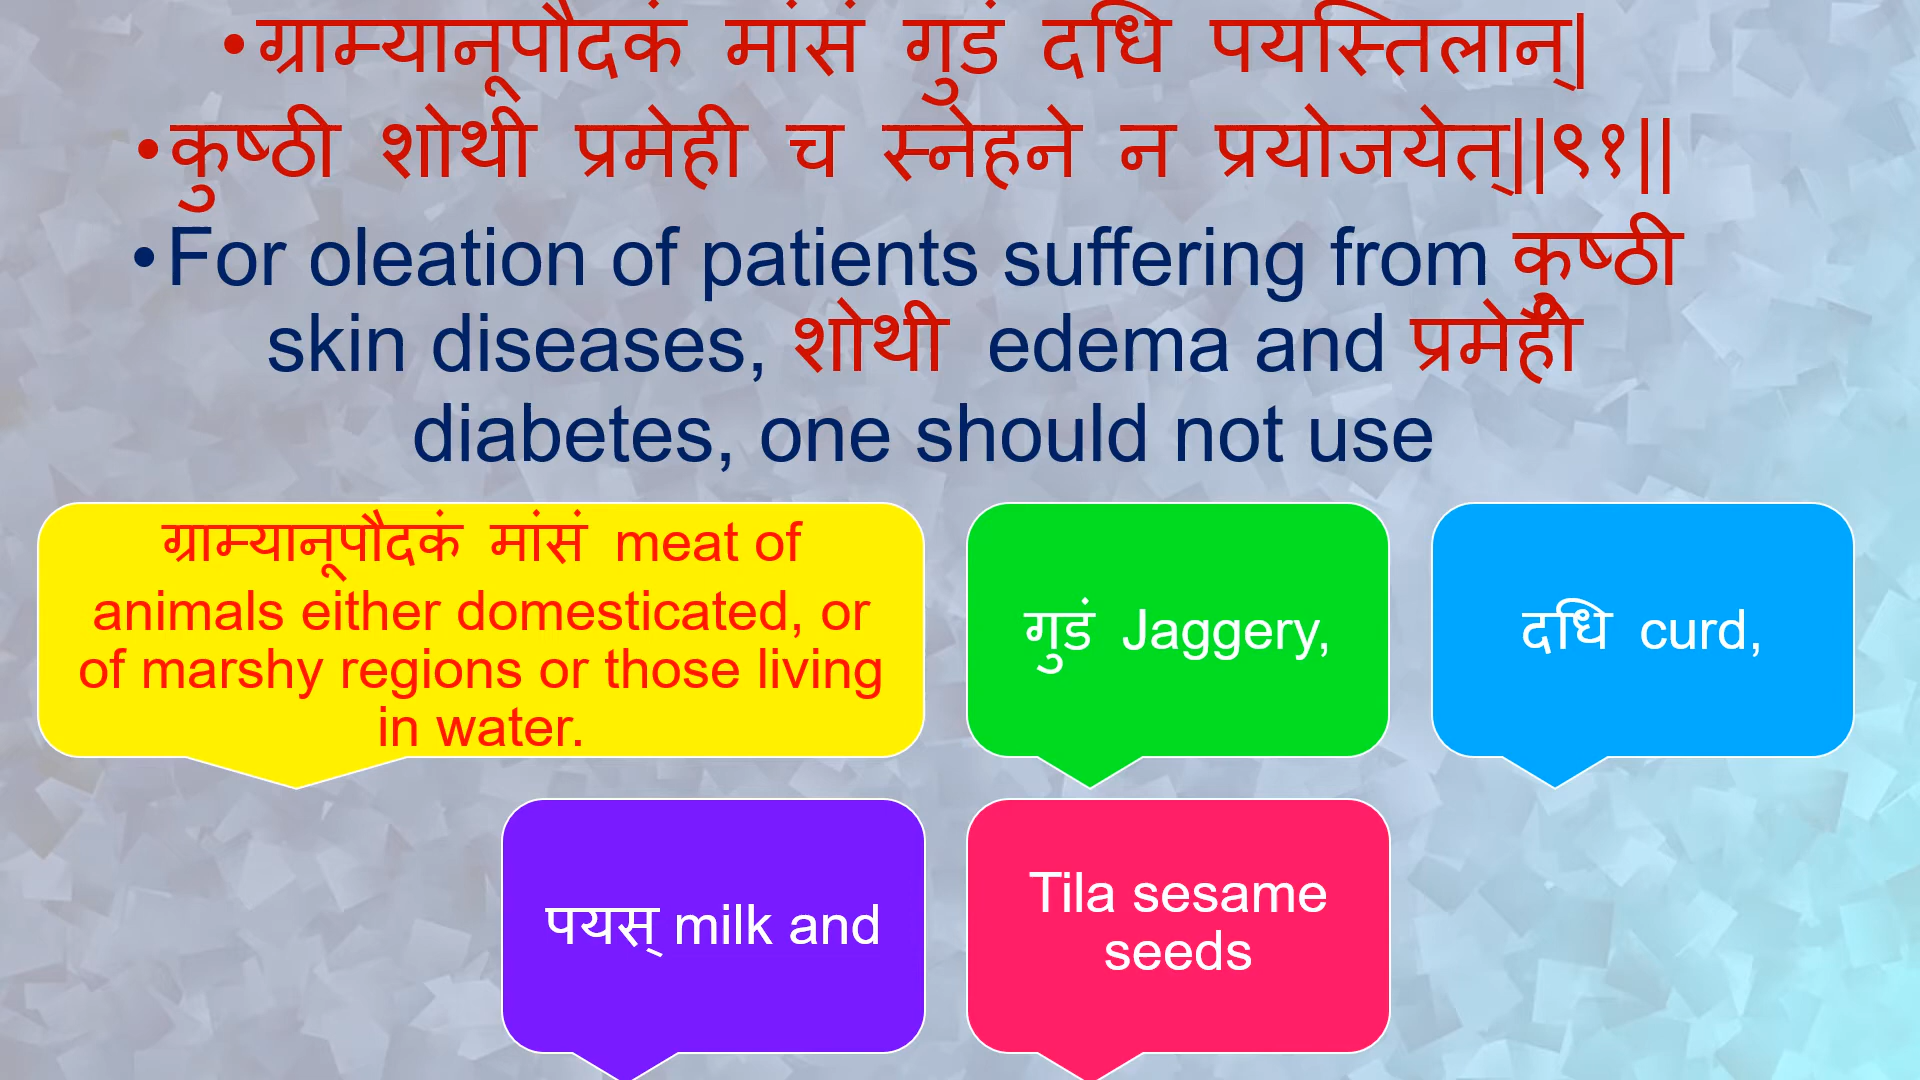 •ग्राम्यानूपौदकं मांसं गुडं दधि पयस्तिलान्|
•कुष्ठी शोथी प्रमेही च स्नेहने न प्रयोजयेत्||९१||
•For oleation of patients suffering from कुष्ठी
skin diseases, शोथी edema and प्रमेही
diabetes, one should not use
ग्राम्यानूपौदकं मांसं meat of
animals either domesticated, or
of marshy regions or those living
in water.
गुडं Jaggery,
दधि curd,
पयस् milk and
Tila sesame
seeds